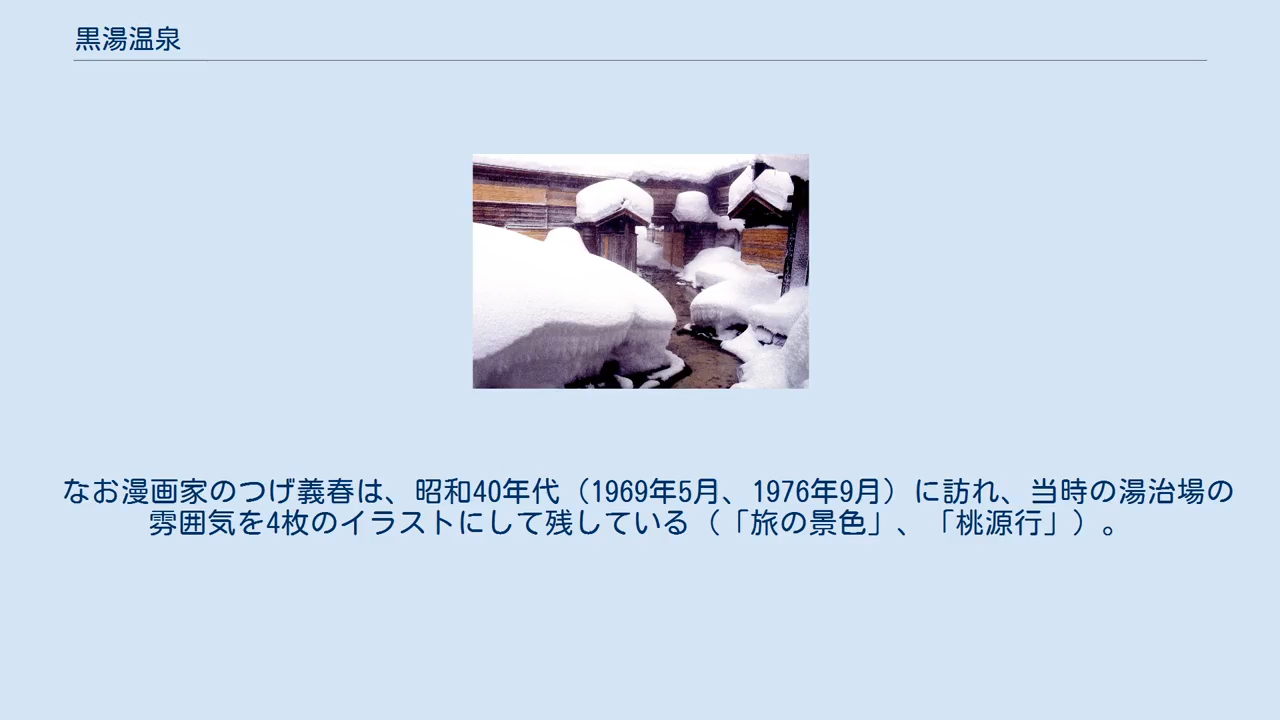 黒湯温泉
なお漫画家のつげ義春は、昭和40年代（1969年5月、1976年9月）に訪れ、当時の湯治場の
雰囲気を4枚のイラストにして残している（「旅の景色」、「桃源行」）。